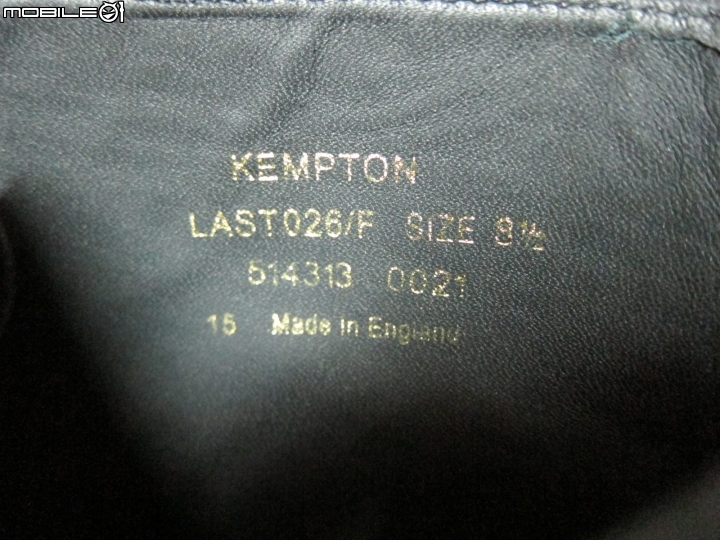 MOBILE01
KEMPTON
LAST026/F SIZE 8½
514313 0021
15 Made in England